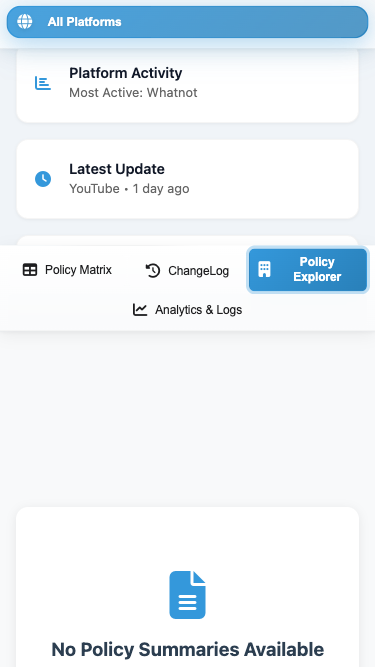 All Platforms
Platform Activity
Most Active: Whatnot
Latest Update
YouTube • 1 day ago
Policy Matrix
ChangeLog
Policy
Explorer
Analytics & Logs
No Policy Summaries Available